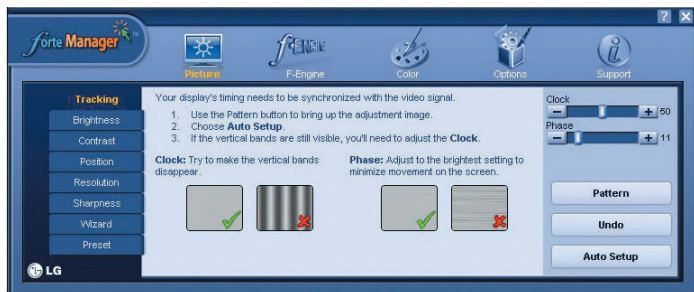 forte Manager
? X
Picture
F-ENGINE
F-Engine
Color
Options
Support
Tracking
Brightness
Contrast
Position
Resolution
Sharpness
Wizard
Preset
LG
Your display's timing needs to be synchronized with the video signal.
1. Use the Pattern button to bring up the adjustment image.
2. Choose Auto Setup.
3. If the vertical bands are still visible, you'll need to adjust the Clock.
Clock: Try to make the vertical bands
disappear.
Phase: Adjust to the brightest setting to
minimize movement on the screen.
Clock
50
Phase
11
Pattern
Undo
Auto Setup